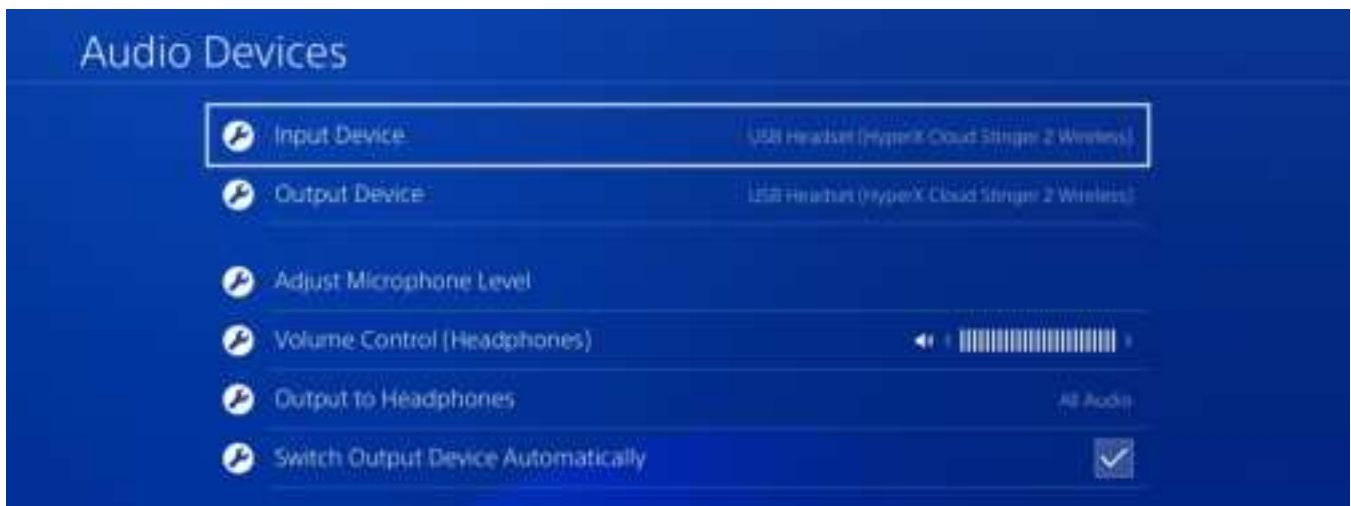 Audio Devices
Input Device USB Headset (HyperX Cloud Stinger 2 Wireless)
Output Device USB Headset (HyperX Cloud Stinger 2 Wireless)
Adjust Microphone Level
Volume Control (Headphones)
Output to Headphones All Audio
Switch Output Device Automatically